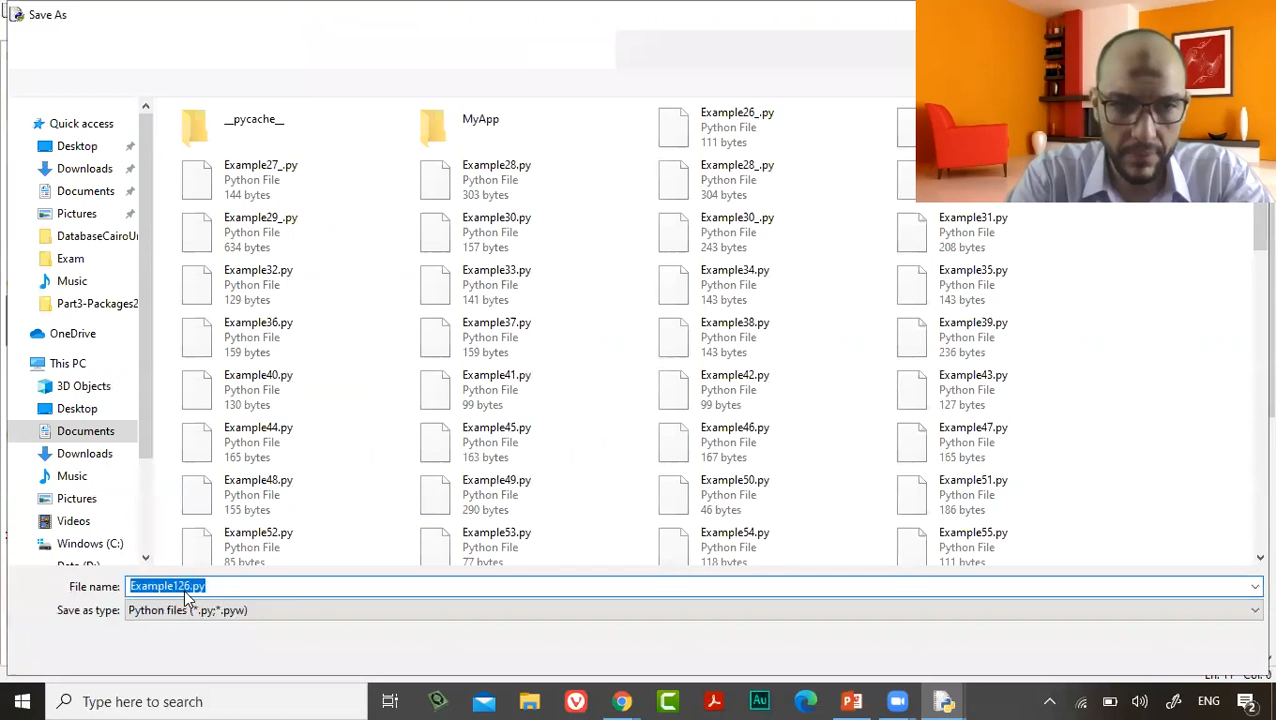 Save As
Quick access
Desktop
Downloads
Documents
Pictures
DatabaseCairoUr
Exam
Music
Part3-Packages2
OneDrive
This PC
3D Objects
Desktop
Documents
Downloads
Music
Pictures
Videos
Windows (C:)
__pycache__
MyApp
Example26_.py
Python File
111 bytes
Example27_.py
Python File
144 bytes
Example28.py
Python File
303 bytes
Example28_.py
Python File
304 bytes
Example29_.py
Python File
634 bytes
Example30.py
Python File
157 bytes
Example30_.py
Python File
243 bytes
Example31.py
Python File
208 bytes
Example32.py
Python File
129 bytes
Example33.py
Python File
141 bytes
Example34.py
Python File
143 bytes
Example35.py
Python File
143 bytes
Example36.py
Python File
159 bytes
Example37.py
Python File
159 bytes
Example38.py
Python File
143 bytes
Example39.py
Python File
236 bytes
Example40.py
Python File
130 bytes
Example41.py
Python File
99 bytes
Example42.py
Python File
99 bytes
Example43.py
Python File
127 bytes
Example44.py
Python File
165 bytes
Example45.py
Python File
163 bytes
Example46.py
Python File
167 bytes
Example47.py
Python File
165 bytes
Example48.py
Python File
155 bytes
Example49.py
Python File
290 bytes
Example50.py
Python File
46 bytes
Example51.py
Python File
186 bytes
Example52.py
Python File
85 bytes
Example53.py
Python File
77 bytes
Example54.py
Python File
111 bytes
Example55.py
Python File
111 bytes
File name: Example126.py
Save as type: Python files (*.py;*.pyw)
Type here to search
Au
ENG
2